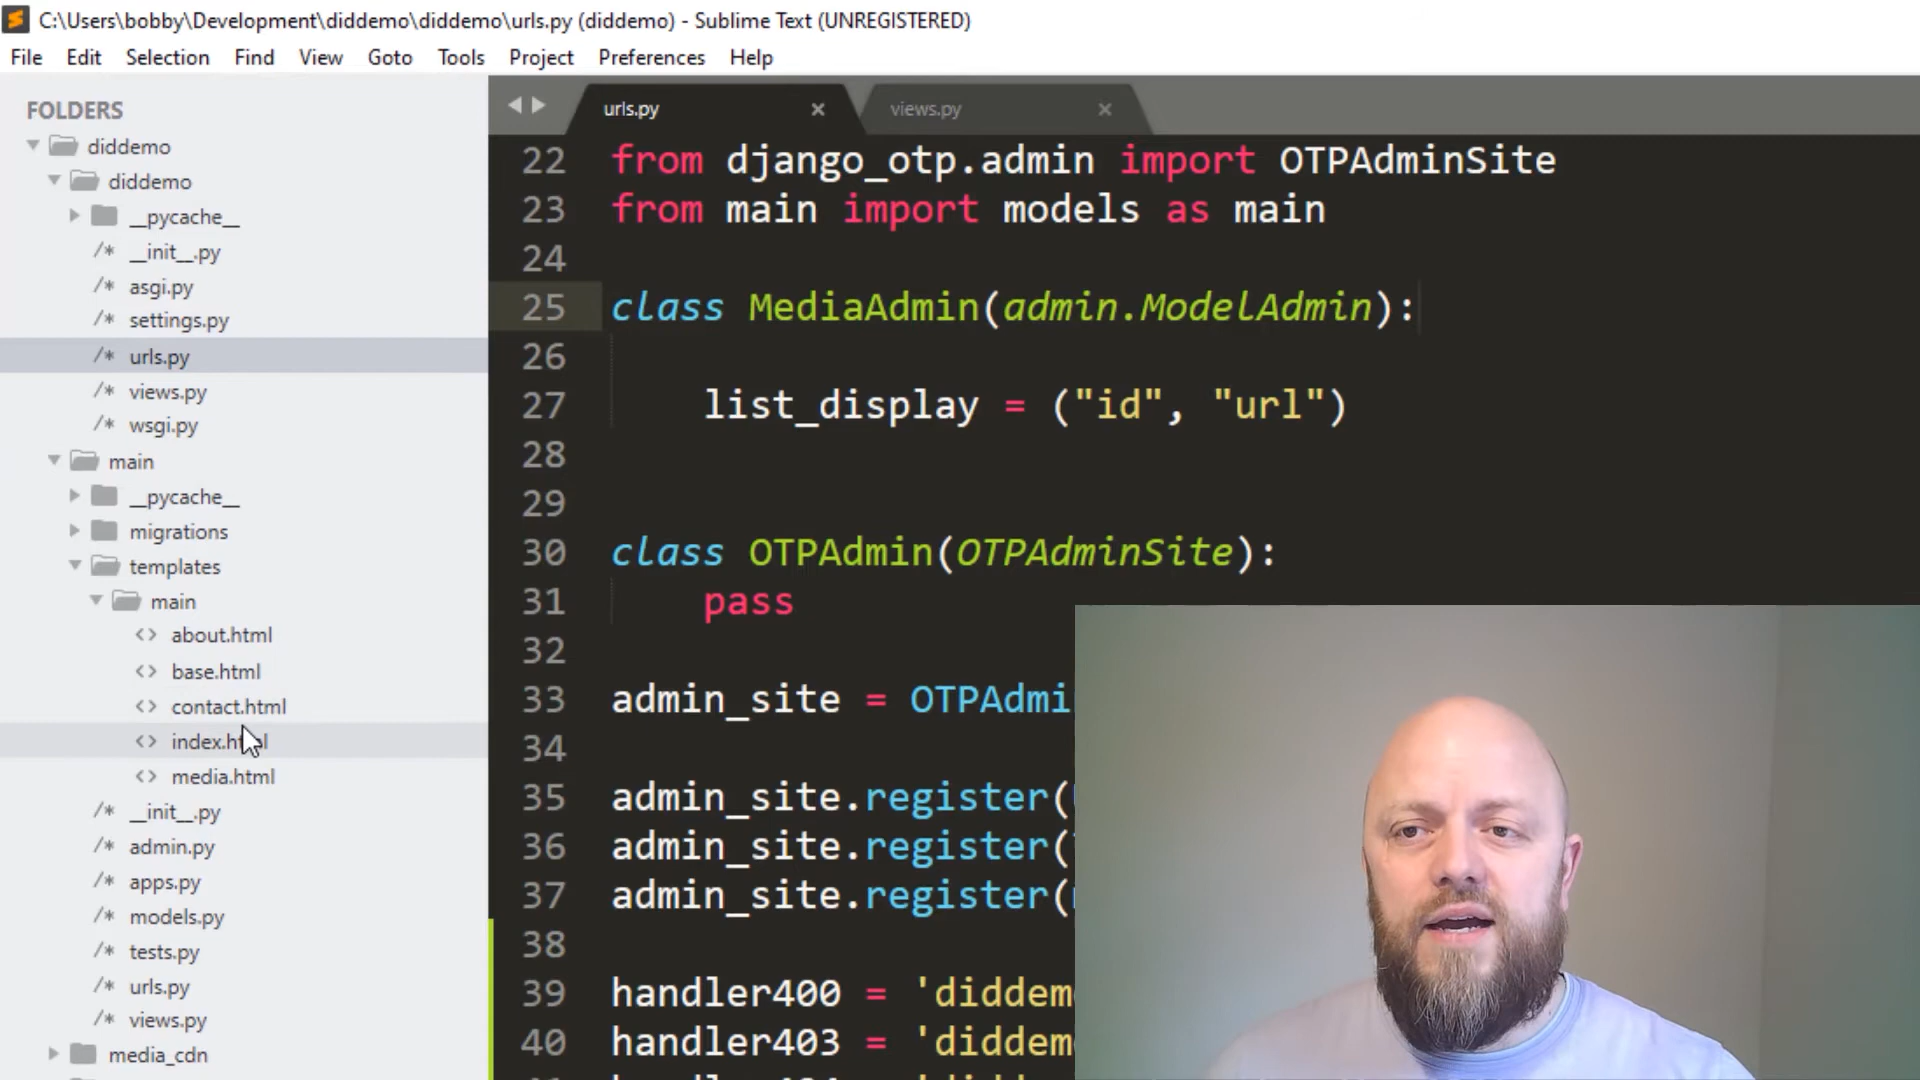 C:\Users\bobby\Development\diddemo\diddemo\urls.py (diddemo) - Sublime Text (UNREGISTERED)
File Edit Selection Find View Goto Tools Project Preferences Help
FOLDERS
diddemo
diddemo
__pycache__
/* __init__.py
/* asgi.py
/* settings.py
/* urls.py
/* views.py
/* wsgi.py
main
__pycache__
migrations
templates
main
<> about.html
<> base.html
<> contact.html
<> index.html
<> media.html
/* __init__.py
/* admin.py
/* apps.py
/* models.py
/* tests.py
/* urls.py
/* views.py
media_cdn
urls.py × views.py ×
22 from django_otp.admin import OTPAdminSite
23 from main import models as main
24
25 class MediaAdmin(admin.ModelAdmin):
26
27 list_display = ("id", "url")
28
29
30 class OTPAdmin(OTPAdminSite):
31 pass
32
33 admin_site = OTPAdmi
34
35 admin_site.register(
36 admin_site.register(
37 admin_site.register(
38
39 handler400 = 'diddem
40 handler403 = 'diddem